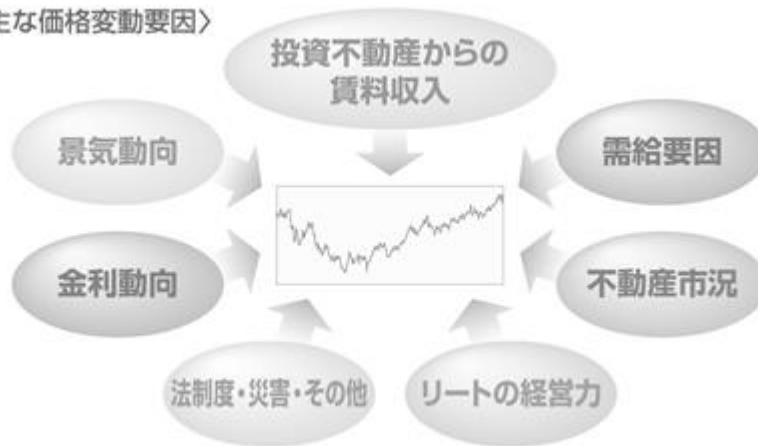 主な価格変動要因〉
投資不動産からの
賃料収入
景気動向
需給要因
金利動向
不動産市況
法制度・災害・その他
リートの経営力